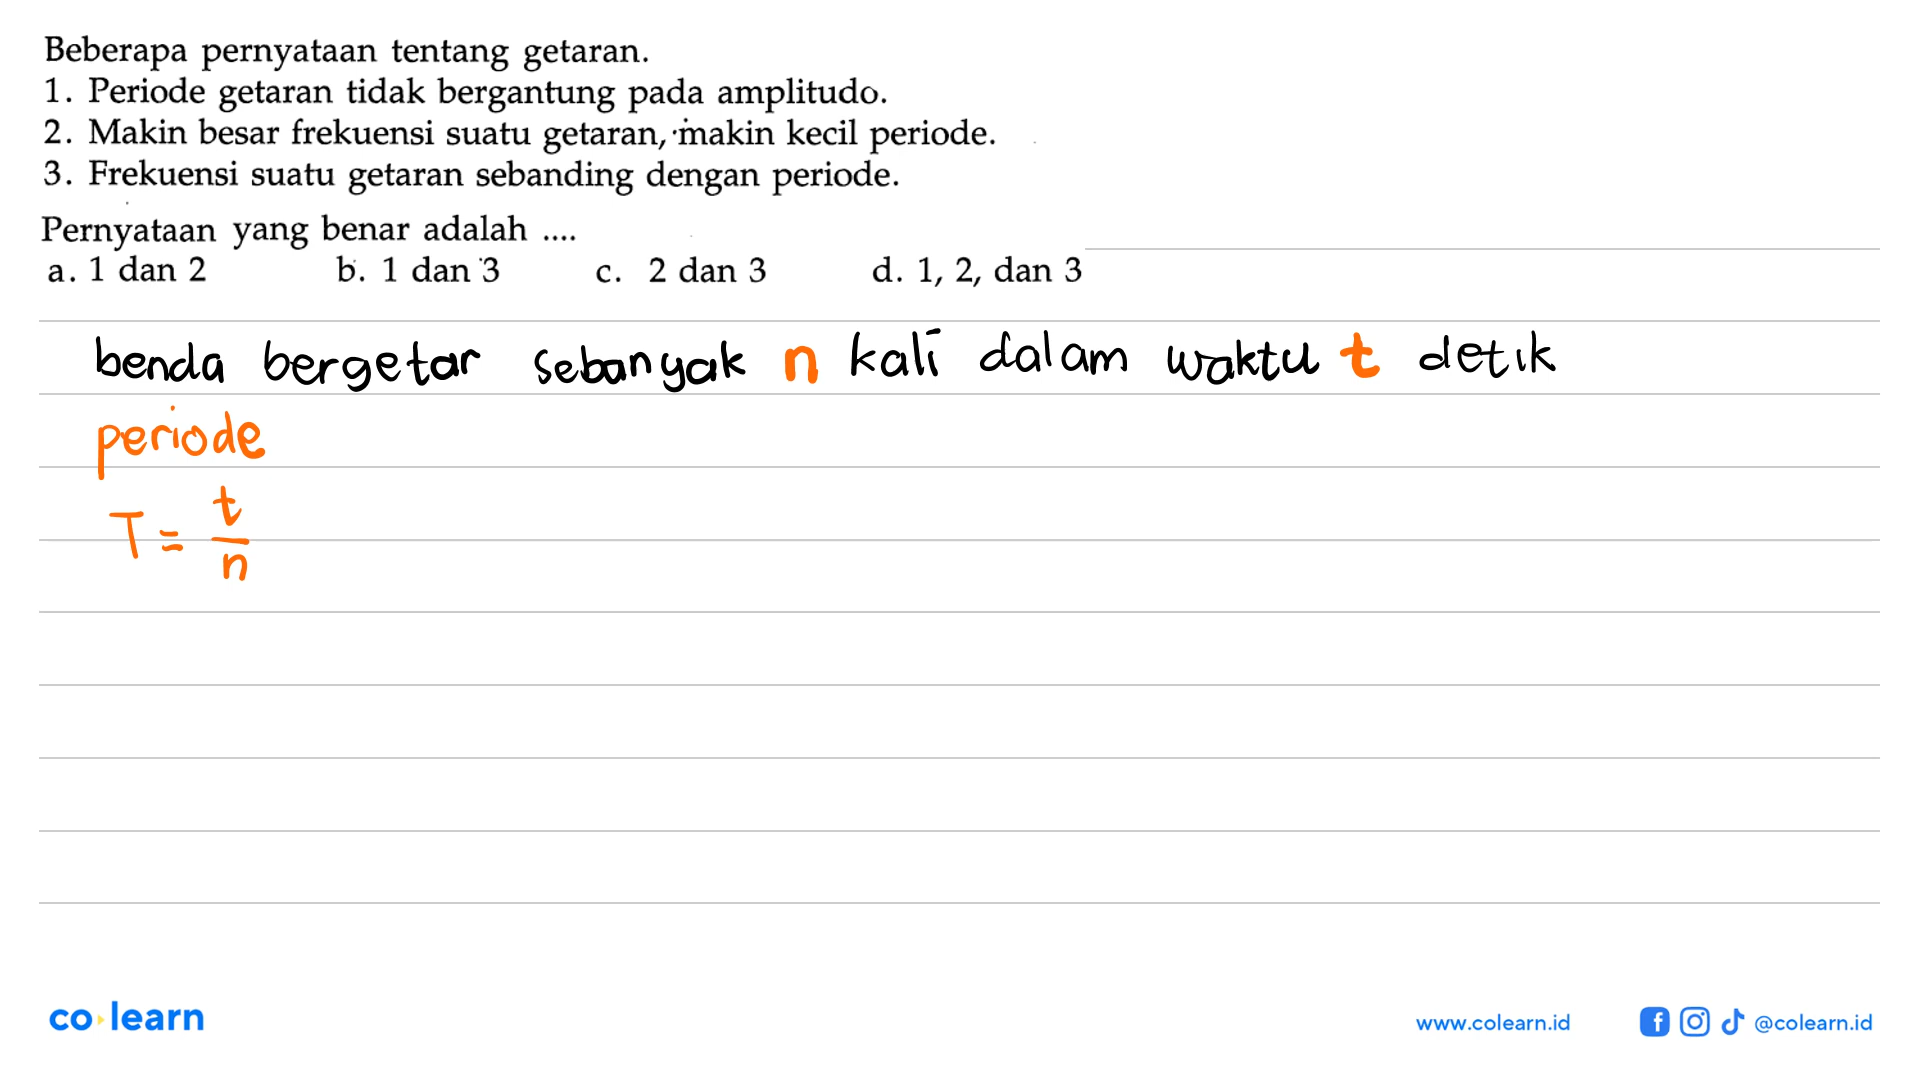 Beberapa pernyataan tentang getaran.
1. Periode getaran tidak bergantung pada amplitudo.
2. Makin besar frekuensi suatu getaran, makin kecil periode.
3. Frekuensi suatu getaran sebanding dengan periode.
Pernyataan yang benar adalah ....
a. 1 dan 2 b. 1 dan 3 c. 2 dan 3 d. 1, 2, dan 3
benda bergetar sebanyak n kali dalam waktu t detik
periode
T = t/n
co learn
www.colearn.id @colearn.id